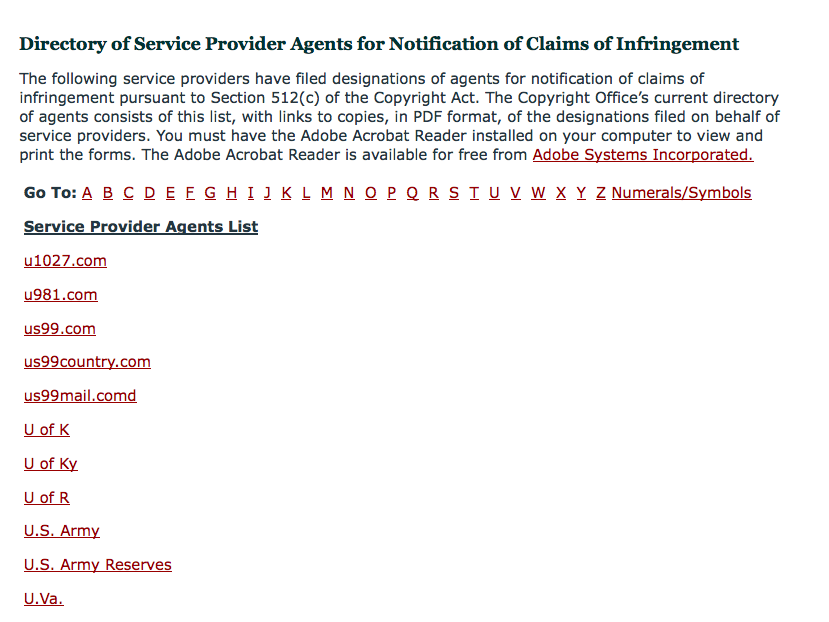 Directory of Service Provider Agents for Notification of Claims of Infringement
The following service providers have filed designations of agents for notification of claims of
infringement pursuant to Section 512(c) of the Copyright Act. The Copyright Office's current directory
of agents consists of this list, with links to copies, in PDF format, of the designations filed on behalf of
service providers. You must have the Adobe Acrobat Reader installed on your computer to view and
print the forms. The Adobe Acrobat Reader is available for free from Adobe Systems Incorporated.
Go To: A B C D E F G H I J K L M N O P Q R S T U V W X Y Z Numerals/Symbols
Service Provider Agents List
u1027.com
u981.com
us99.com
us99country.com
us99mail.comd
U of K
U of Ky
U of R
U.S. Army
U.S. Army Reserves
U.Va.